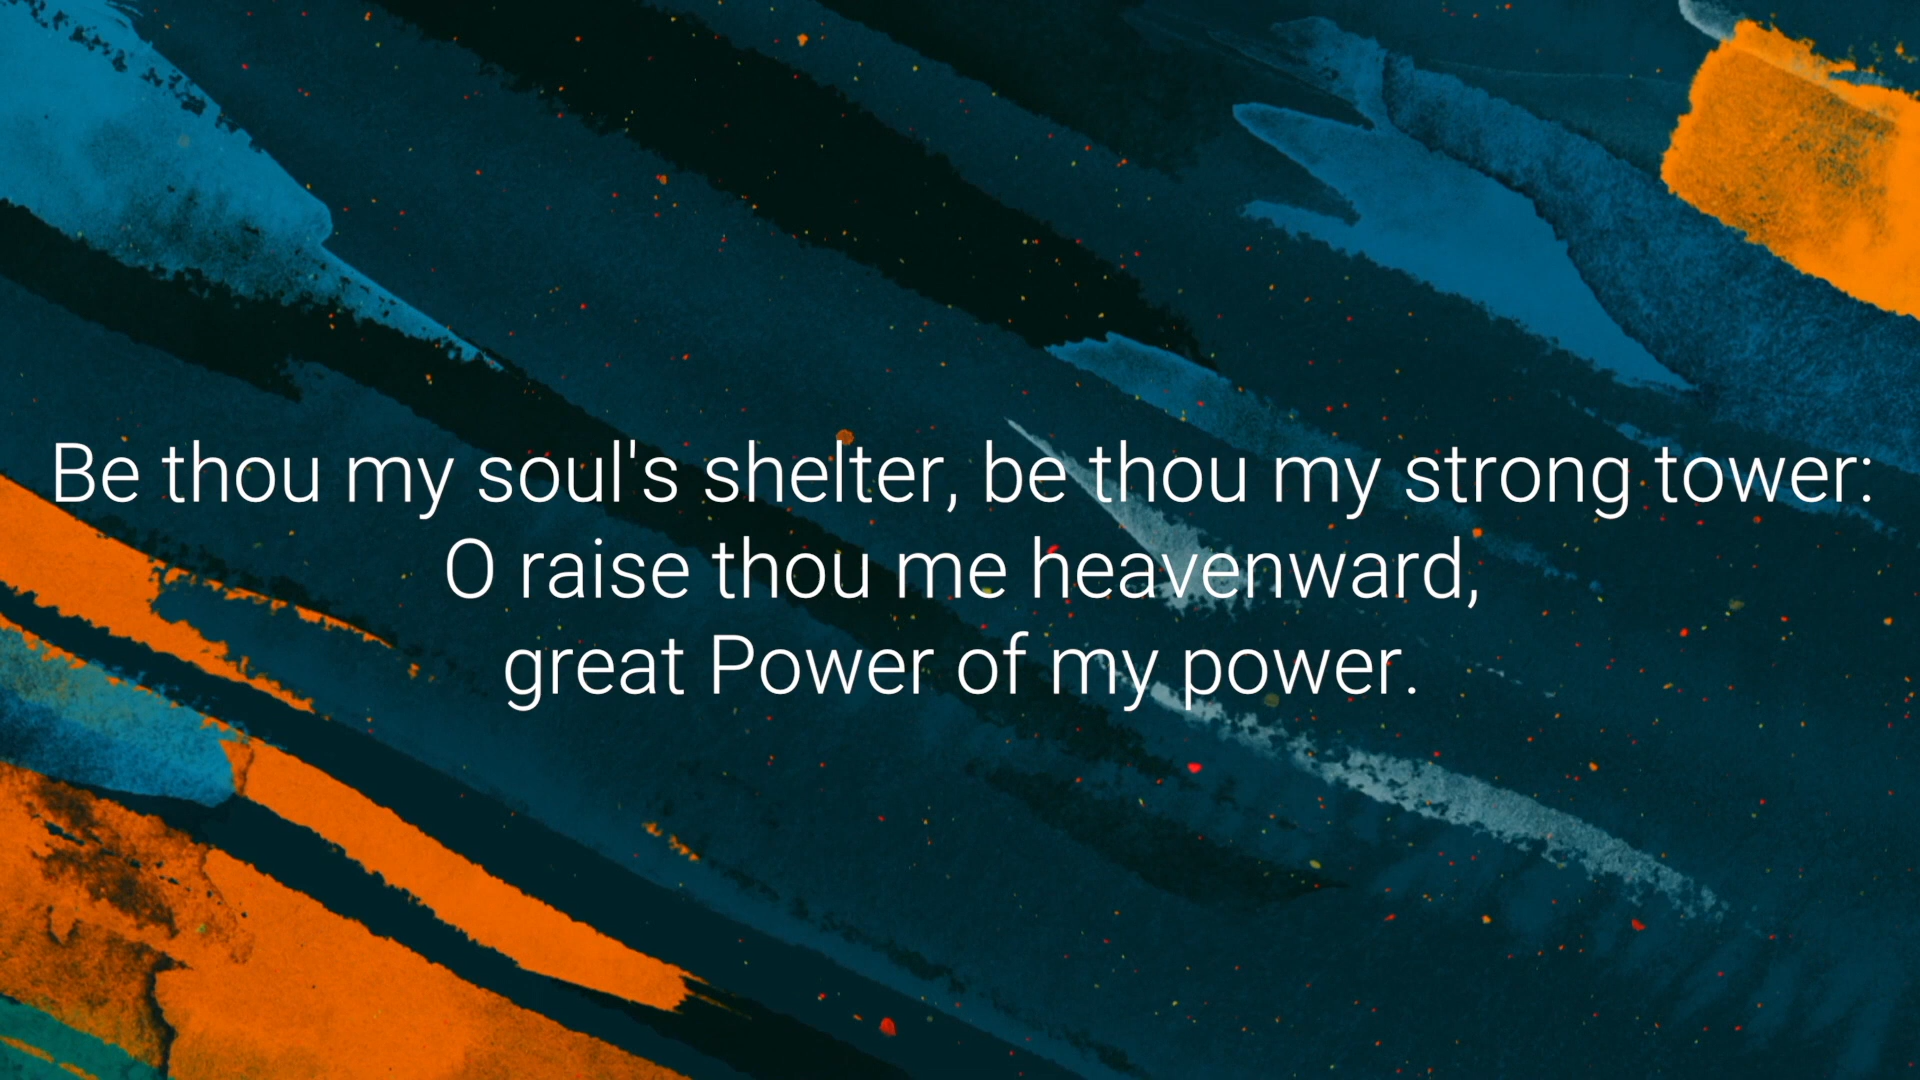 Be thou my soul's shelter, be thou my strong tower:
O raise thou me heavenward,
great Power of my power.